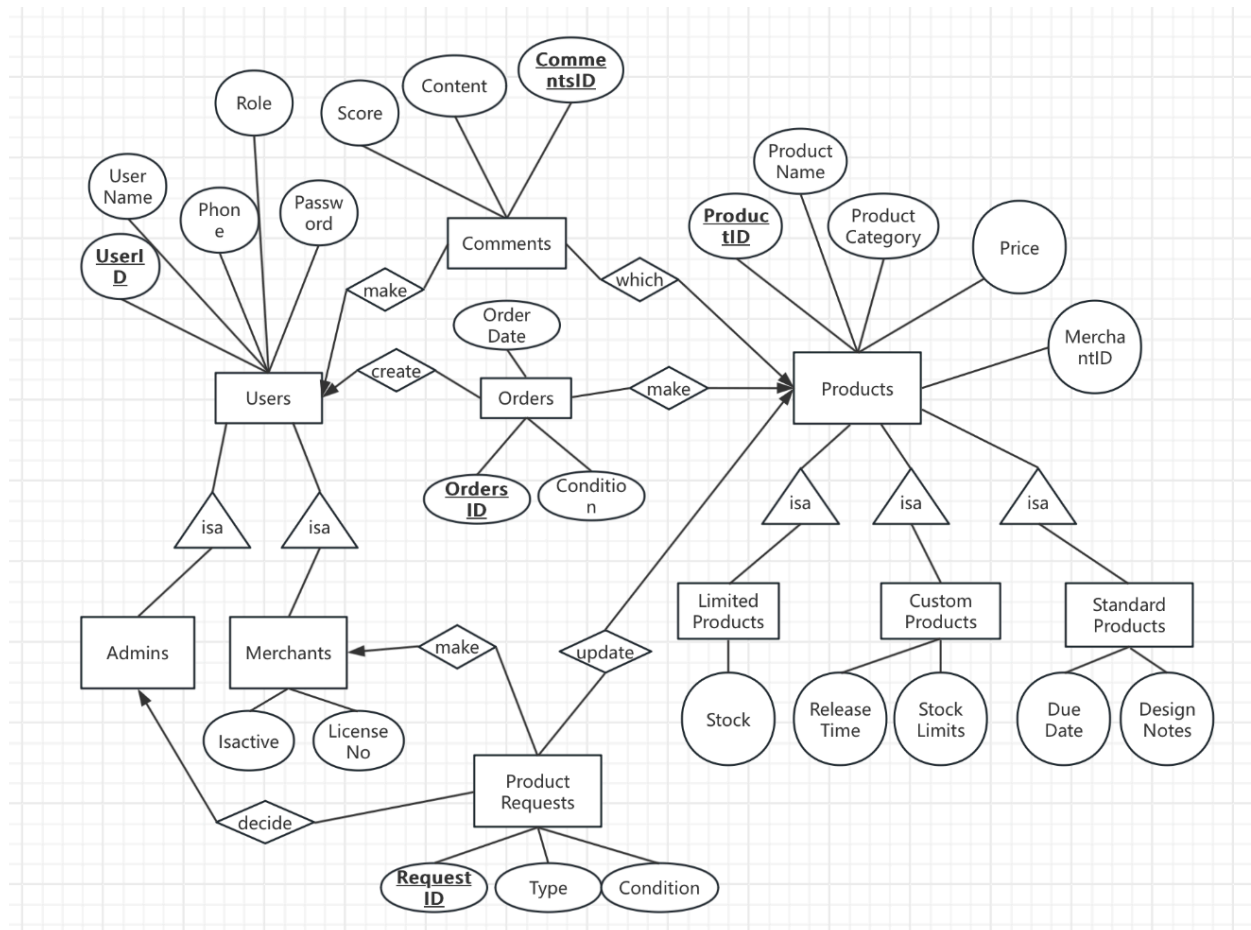 Comme
ntsID
Content
Score
Role
User
Name
Phon
e
Passw
ord
UserI
D
Product
Name
Produc
tID
Product
Category
Price
Mercha
ntID
Comments
make
which
Order
Date
create
Users
Orders
make
Products
Orders
ID
Conditio
n
isa
isa
isa
isa
isa
Limited
Products
Custom
Products
Standard
Products
Admins
Merchants
make
update
Isactive
License
No
Stock
Release
Time
Stock
Limits
Due
Date
Design
Notes
Product
Requests
decide
Request
ID
Type
Condition